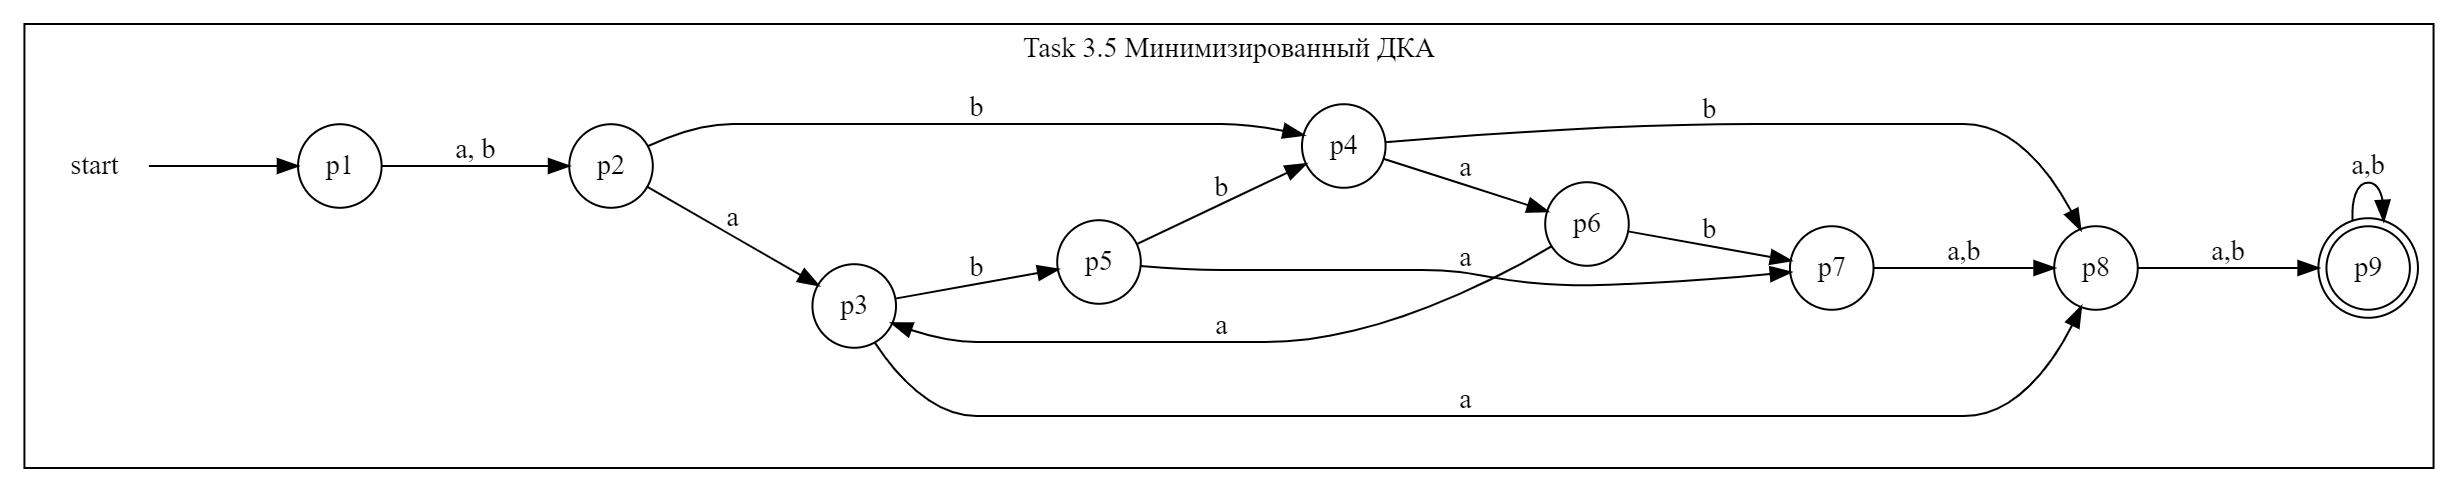 Task 3.5 Минимизированный ДКА
start
p1
a, b
p2
b
a
p3
b
p5
b
a
p4
b
a
p6
b
a
a
p7
a,b
p8
a,b
p9
a,b